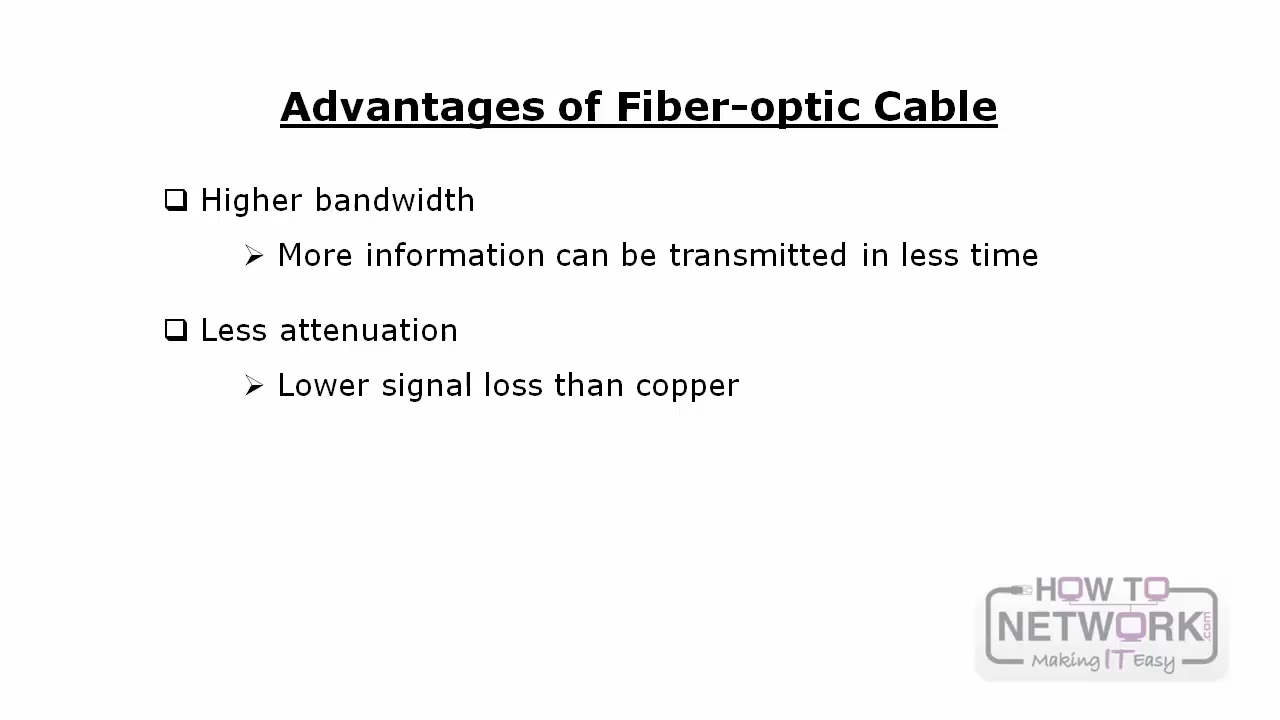 Advantages of Fiber-optic Cable
Higher bandwidth
More information can be transmitted in less time
Less attenuation
Lower signal loss than copper
HOW TO
NETWORK.com
Making IT Easy